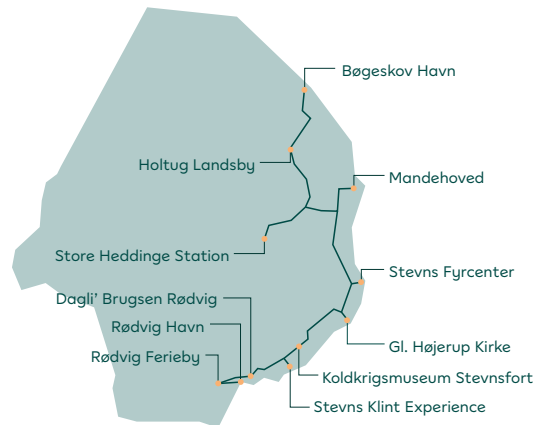 Bøgeskov Havn
Holtug Landsby
Mandehoved
Store Heddinge Station
Stevns Fyrcenter
Dagli' Brugsen Rødvig
Rødvig Havn
Gl. Højerup Kirke
Rødvig Ferieby
Koldkrigsmuseum Stevnsfort
Stevns Klint Experience